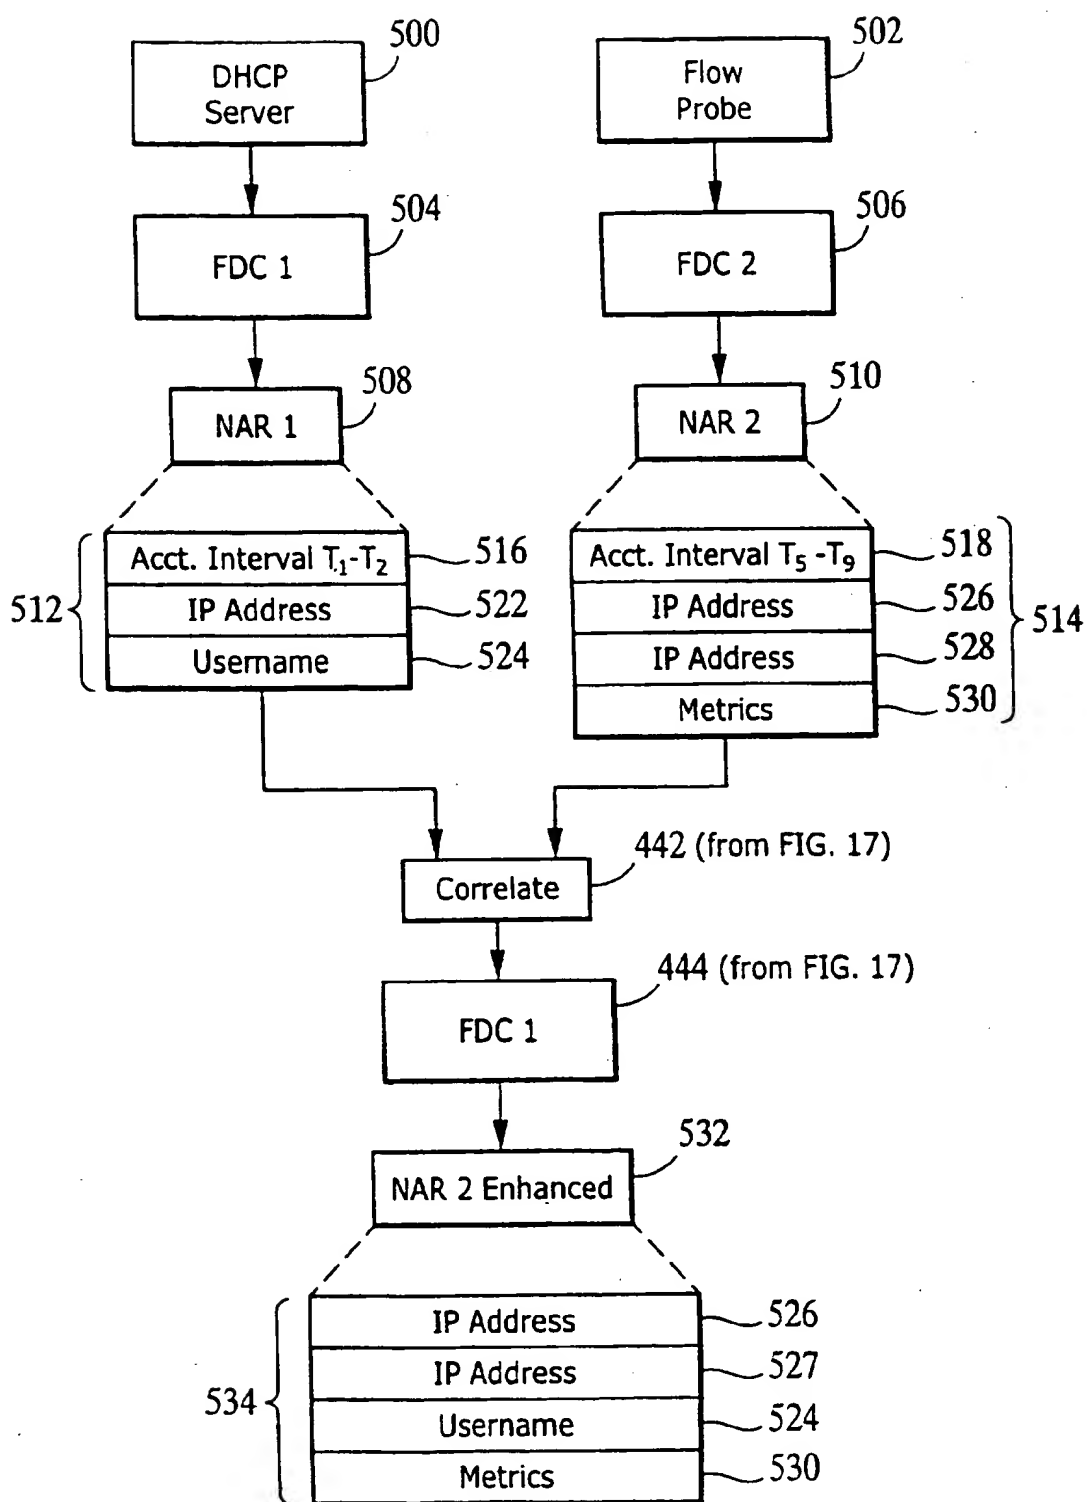 500
DHCP
Server
502
Flow
Probe
504
FDC 1
506
FDC 2
508
NAR 1
510
NAR 2
512
Acct. Interval T1-T2
516
IP Address
522
Username
524
Acct. Interval T5-T9
518
IP Address
526
IP Address
528
Metrics
530
514
442 (from FIG. 17)
Correlate
444 (from FIG. 17)
FDC 1
532
NAR 2 Enhanced
534
IP Address
526
IP Address
527
Username
524
Metrics
530